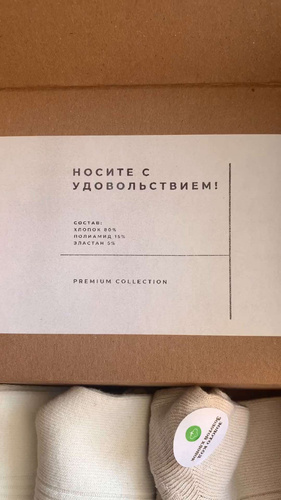 НОСИТЕ С
УДОВОЛЬСТВИЕМ!
СОСТАВ:
ХЛОПОК 80%
ПОЛИАМИД 15%
ЭЛАСТАН 5%
PREMIUM COLLECTION